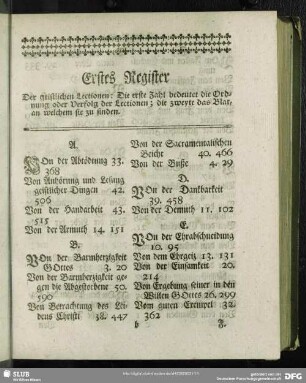 Erstes Register
Der geistlichen Lectionen: Die erste Zahl bedeutet die Ord-
nung oder Verfolg der Lectionen; die zweyte das Blat,
an welchem sie zu finden.
A.
VOn der Abtödnung 33.
368
Von Anhörung und Lesung
geistlicher Dingen 42.
506
Von der Handarbeit 43.
515
Von der Armuth 14. 151
B.
VOn der Barmherzigkeit
GOttes 3. 20
Von der Barmherzigkeit ge-
gen die Abgestorbene 50.
590
Von Betrachtung des Lei-
dens Christi 38. 447
Von der Sacramentalischen
Beicht 40. 466
Von der Busse 4. 29
D.
VOn der Dankbarkeit
39. 458
Von der Demuth 11. 102
E.
VOn der Ehrabschneidung
10. 95
Von dem Ehrgeiz 13. 131
Von der Einsamkeit 20.
214
Von Ergebung seiner in den
Willen GOttes 26. 299
Von gutem Exempel 32.
362
b
SLUB
DFG